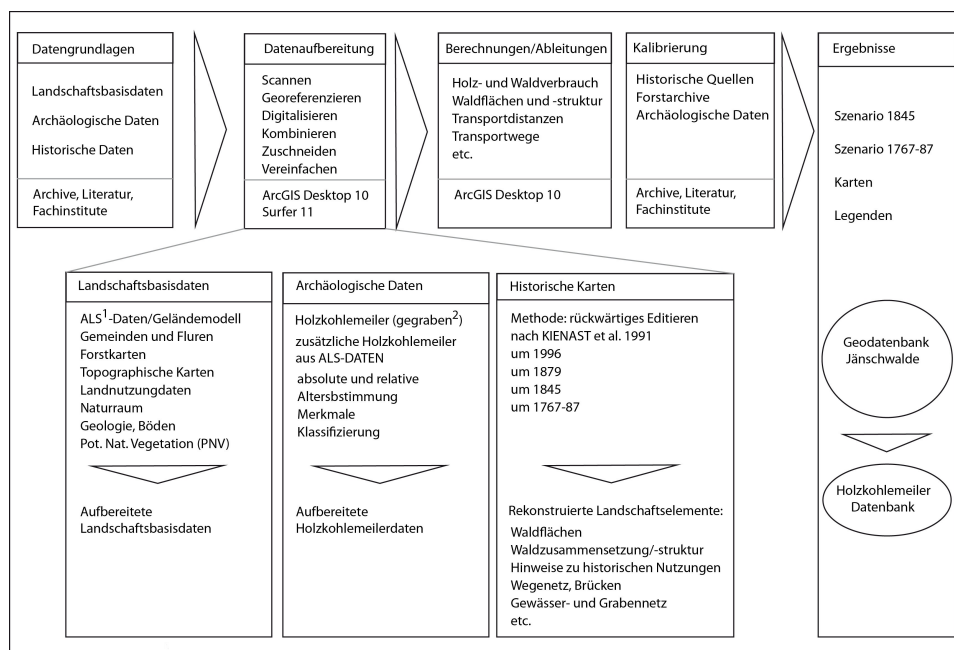 Datengrundlagen
Landschaftsbasisdaten
Archäologische Daten
Historische Daten
Archive, Literatur,
Fachinstitute
Datenaufbereitung
Scannen
Georeferenzieren
Digitalisieren
Kombinieren
Zuschneiden
Vereinfachen
ArcGIS Desktop 10
Surfer 11
Berechnungen/Ableitungen
Holz- und Waldverbrauch
Waldflächen und -struktur
Transportdistanzen
Transportwege
etc.
ArcGIS Desktop 10
Kalibrierung
Historische Quellen
Forstarchive
Archäologische Daten
Archive, Literatur,
Fachinstitute
Ergebnisse
Szenario 1845
Szenario 1767-87
Karten
Legenden
Geodatenbank
Jänschwalde
Holzkohlemeiler
Datenbank
Landschaftsbasisdaten
ALS1-Daten/Geländemodell
Gemeinden und Fluren
Forstkarten
Topographische Karten
Landnutzungdaten
Naturraum
Geologie, Böden
Pot. Nat. Vegetation (PNV)
Aufbereitete
Landschaftsbasisdaten
Archäologische Daten
Holzkohlemeiler (gegraben2)
zusätzliche Holzkohlemeiler
aus ALS-DATEN
absolute und relative
Altersbstimmung
Merkmale
Klassifizierung
Aufbereitete
Holzkohlemeilerdaten
Historische Karten
Methode: rückwärtiges Editieren
nach KIENAST et al. 1991
um 1996
um 1879
um 1845
um 1767-87
Rekonstruierte Landschaftselemente:
Waldflächen
Waldzusammensetzung/-struktur
Hinweise zu historischen Nutzungen
Wegenetz, Brücken
Gewässer- und Grabennetz
etc.